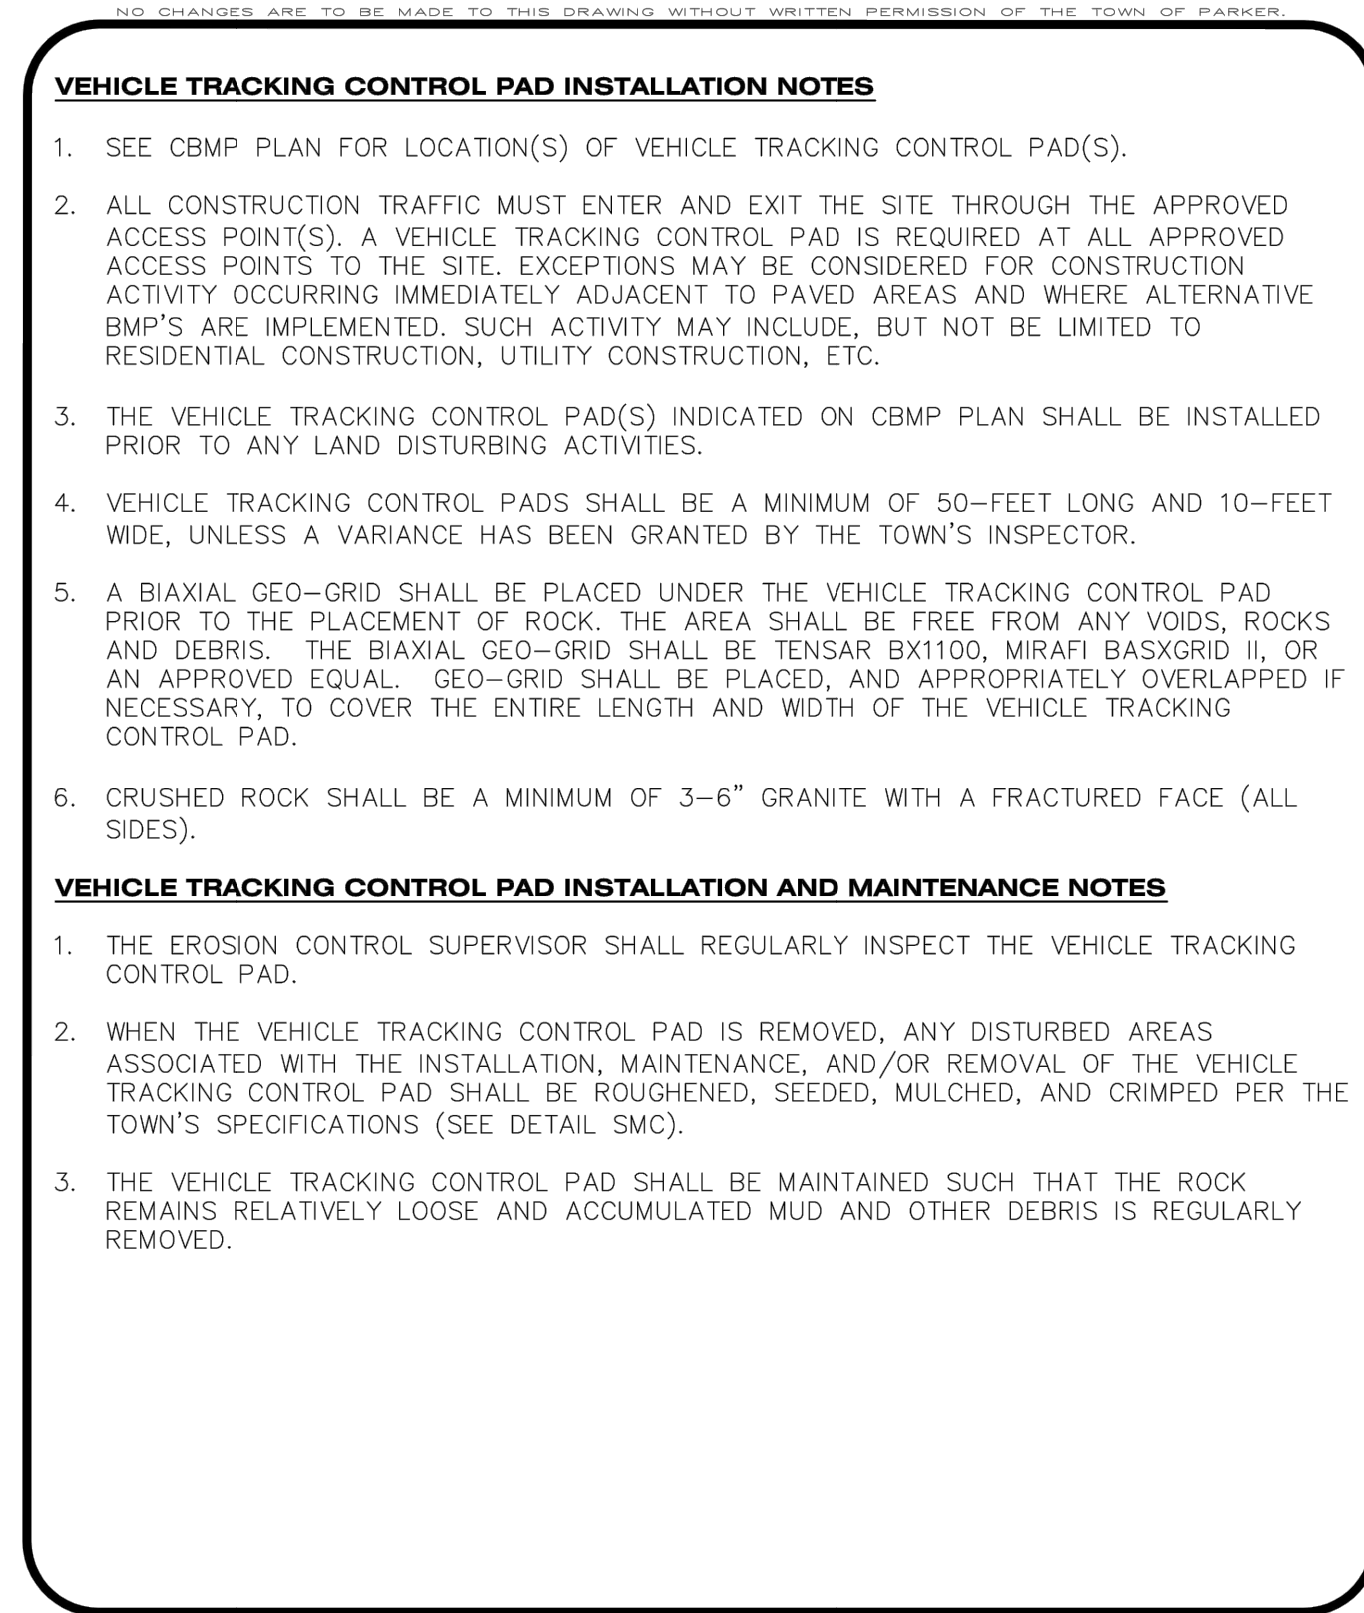 NO CHANGES ARE TO BE MADE TO THIS DRAWING WITHOUT WRITTEN PERMISSION OF THE TOWN OF PARKER.
VEHICLE TRACKING CONTROL PAD INSTALLATION NOTES
1. SEE CBMP PLAN FOR LOCATION(S) OF VEHICLE TRACKING CONTROL PAD(S).
2. ALL CONSTRUCTION TRAFFIC MUST ENTER AND EXIT THE SITE THROUGH THE APPROVED
ACCESS POINT(S). A VEHICLE TRACKING CONTROL PAD IS REQUIRED AT ALL APPROVED
ACCESS POINTS TO THE SITE. EXCEPTIONS MAY BE CONSIDERED FOR CONSTRUCTION
ACTIVITY OCCURRING IMMEDIATELY ADJACENT TO PAVED AREAS AND WHERE ALTERNATIVE
BMP'S ARE IMPLEMENTED. SUCH ACTIVITY MAY INCLUDE, BUT NOT BE LIMITED TO
RESIDENTIAL CONSTRUCTION, UTILITY CONSTRUCTION, ETC.
3. THE VEHICLE TRACKING CONTROL PAD(S) INDICATED ON CBMP PLAN SHALL BE INSTALLED
PRIOR TO ANY LAND DISTURBING ACTIVITIES.
4. VEHICLE TRACKING CONTROL PADS SHALL BE A MINIMUM OF 50-FEET LONG AND 10-FEET
WIDE, UNLESS A VARIANCE HAS BEEN GRANTED BY THE TOWN'S INSPECTOR.
5. A BIAXIAL GEO-GRID SHALL BE PLACED UNDER THE VEHICLE TRACKING CONTROL PAD
PRIOR TO THE PLACEMENT OF ROCK. THE AREA SHALL BE FREE FROM ANY VOIDS, ROCKS
AND DEBRIS. THE BIAXIAL GEO-GRID SHALL BE TENSAR BX1100, MIRAFI BASXGRID II, OR
AN APPROVED EQUAL. GEO-GRID SHALL BE PLACED, AND APPROPRIATELY OVERLAPPED IF
NECESSARY, TO COVER THE ENTIRE LENGTH AND WIDTH OF THE VEHICLE TRACKING
CONTROL PAD.
6. CRUSHED ROCK SHALL BE A MINIMUM OF 3-6" GRANITE WITH A FRACTURED FACE (ALL
SIDES).
VEHICLE TRACKING CONTROL PAD INSTALLATION AND MAINTENANCE NOTES
1. THE EROSION CONTROL SUPERVISOR SHALL REGULARLY INSPECT THE VEHICLE TRACKING
CONTROL PAD.
2. WHEN THE VEHICLE TRACKING CONTROL PAD IS REMOVED, ANY DISTURBED AREAS
ASSOCIATED WITH THE INSTALLATION, MAINTENANCE, AND/OR REMOVAL OF THE VEHICLE
TRACKING CONTROL PAD SHALL BE ROUGHENED, SEEDED, MULCHED, AND CRIMPED PER THE
TOWN'S SPECIFICATIONS (SEE DETAIL SMC).
3. THE VEHICLE TRACKING CONTROL PAD SHALL BE MAINTAINED SUCH THAT THE ROCK
REMAINS RELATIVELY LOOSE AND ACCUMULATED MUD AND OTHER DEBRIS IS REGULARLY
REMOVED.